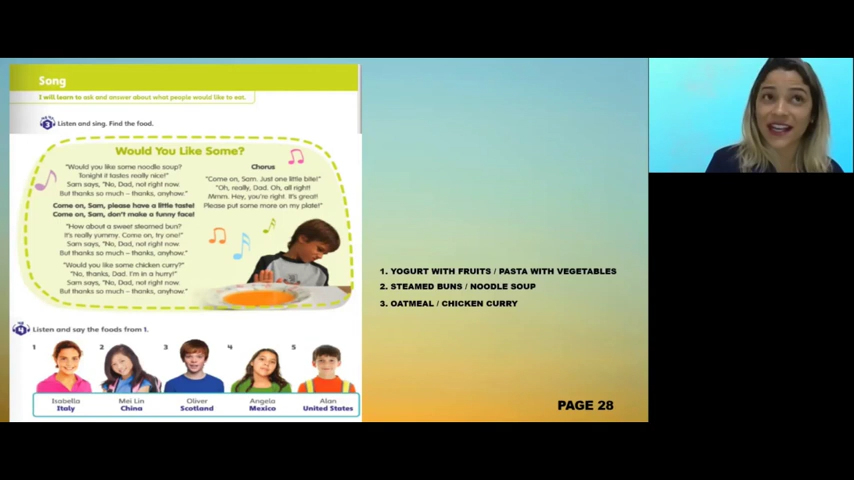 Song
I will learn to ask and answer about what people would like to eat.
3 Listen and sing. Find the food.
Would You Like Some?
"Would you like some noodle soup?
Tonight it tastes really nice!"
Sam says, "No, Dad, not right now.
But thanks so much – thanks, anyhow."
Come on, Sam, please have a little taste!
Come on, Sam, don't make a funny face!
"How about a sweet steamed bun?
It's really yummy. Come on, try one!"
Sam says, "No, Dad, not right now.
But thanks so much – thanks, anyhow."
"Would you like some chicken curry?"
"No, thanks, Dad. I'm in a hurry!"
Sam says, "No, Dad, not right now.
But thanks so much – thanks, anyhow."
Chorus
"Come on, Sam. Just one little bite!"
"Oh, really, Dad. Oh, all right!
Mmm. Hey, you're right. It's great!
Please put some more on my plate!"
4 Listen and say the foods from 1.
1 2 3 4 5
Isabella Mei Lin Oliver Angela Alan
Italy China Scotland Mexico United States
1. YOGURT WITH FRUITS / PASTA WITH VEGETABLES
2. STEAMED BUNS / NOODLE SOUP
3. OATMEAL / CHICKEN CURRY
PAGE 28